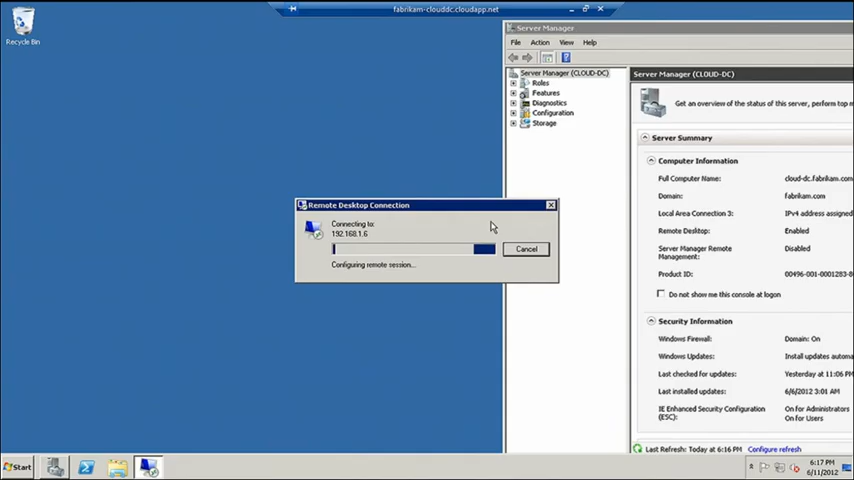 fabrikam-clouddc.cloudapp.net
Recycle Bin
Server Manager
File Action View Help
Server Manager (CLOUD-DC)
Roles
Features
Diagnostics
Configuration
Storage
Server Manager (CLOUD-DC)
Get an overview of the status of this server, perform top m
Server Summary
Computer Information
Full Computer Name: cloud-dc.fabrikam.com
Domain: fabrikam.com
Local Area Connection 3: IPv4 address assigned
Remote Desktop: Enabled
Server Manager Remote Management: Disabled
Product ID: 00496-001-0001283-8
Do not show me this console at logon
Security Information
Windows Firewall: Domain: On
Windows Updates: Install updates automa
Last checked for updates: Yesterday at 11:06 P
Last installed updates: 6/6/2012 3:01 AM
IE Enhanced Security Configuration (ESC): On for Administrators
On for Users
Last Refresh: Today at 6:16 PM Configure refresh
Remote Desktop Connection
Connecting to:
192.168.1.6
Cancel
Configuring remote session...
Start
6:17 PM
6/11/2012